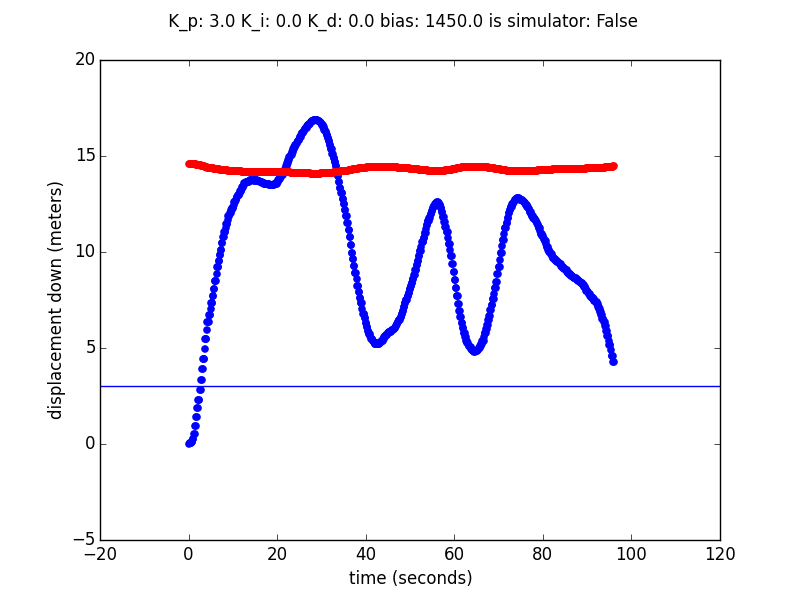 K_p: 3.0 K_i: 0.0 K_d: 0.0 bias: 1450.0 is simulator: False
20
15
10
5
0
−5
displacement down (meters)
−20 0 20 40 60 80 100 120
time (seconds)